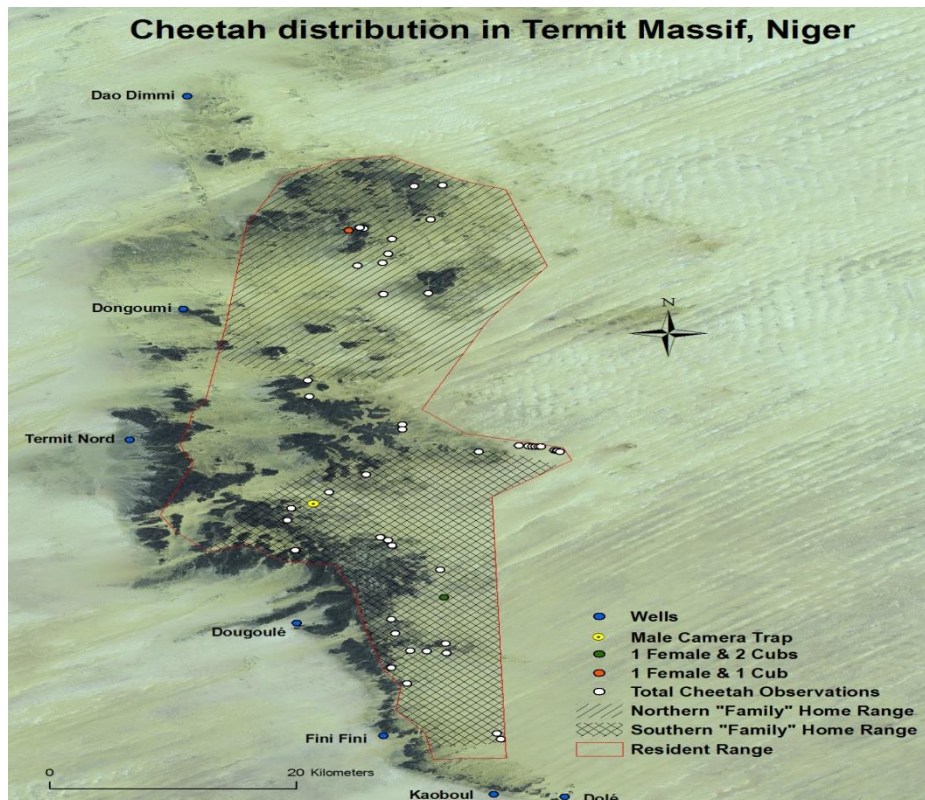 Cheetah distribution in Termit Massif, Niger
Dao Dimmi
Dongoumi
N
Termit Nord
Dougoulé
Wells
Male Camera Trap
1 Female & 2 Cubs
1 Female & 1 Cub
Total Cheetah Observations
Northern "Family" Home Range
Southern "Family" Home Range
Resident Range
Fini Fini
0 20 Kilometers
Kaoboul
Dolé